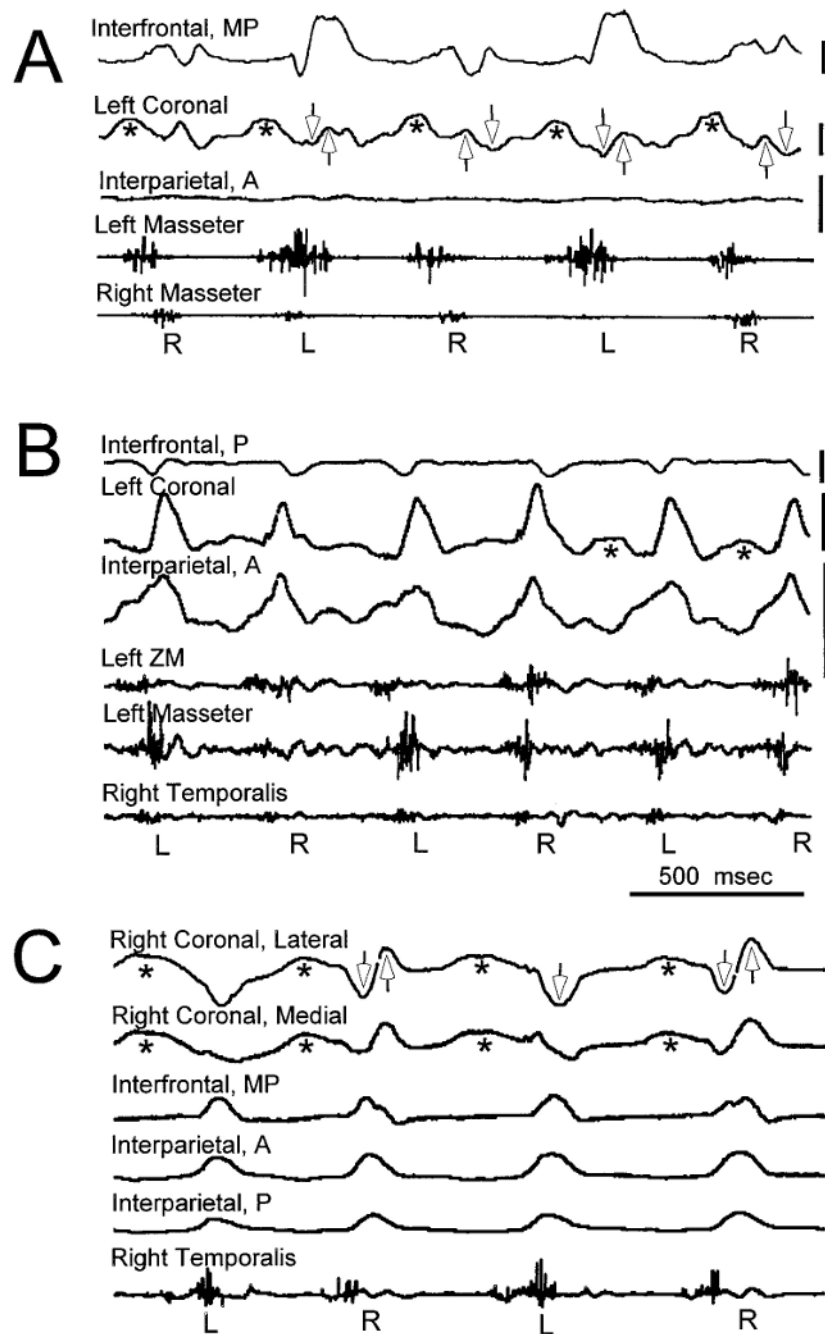 A
Interfrontal, MP
Left Coronal
* * * * *
Interparietal, A
Left Masseter
Right Masseter
R L R L R
B
Interfrontal, P
Left Coronal
* *
Interparietal, A
Left ZM
Left Masseter
Right Temporalis
L R L R L R
500 msec
C
Right Coronal, Lateral
* * * *
Right Coronal, Medial
* * * *
Interfrontal, MP
Interparietal, A
Interparietal, P
Right Temporalis
L R L R